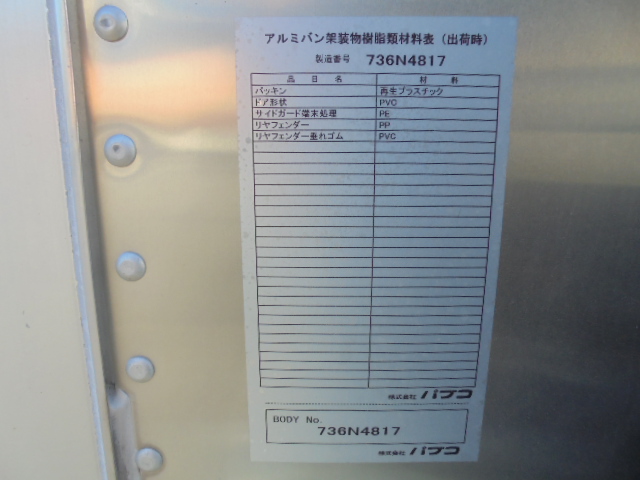 アルミバン架装物樹脂類材料表（出荷時）
製造番号 736N4817
品目名 材料
パッキン 再生プラスチック
ドア形状 PVC
サイドガード端末処理 PE
リヤフェンダー PP
リヤフェンダー垂れゴム PVC
株式会社 パブコ
BODY No.
736N4817
株式会社 パブコ